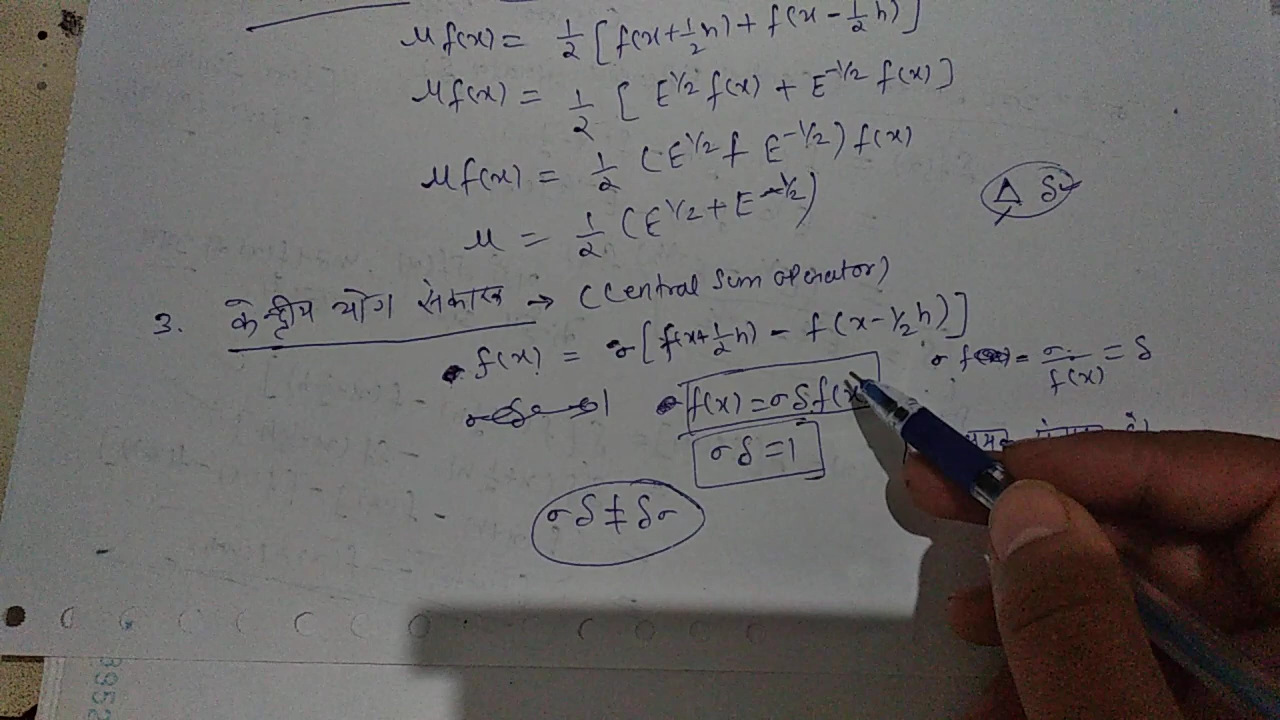 μf(x) = 1/2 [f(x+1/2h) + f(x-1/2h)]
μf(x) = 1/2 [E^1/2 f(x) + E^-1/2 f(x)]
μf(x) = 1/2 (E^1/2 f E^-1/2) f(x)
Δ δ
μ = 1/2 (E^1/2 + E^-1/2)
3. केन्द्रीय योग संकारक → (Central Sum operator)
f(x) = σ[f(x+1/2h) - f(x-1/2h)]
f(x) = σδf(x
σδ=1
σδ≠δσ